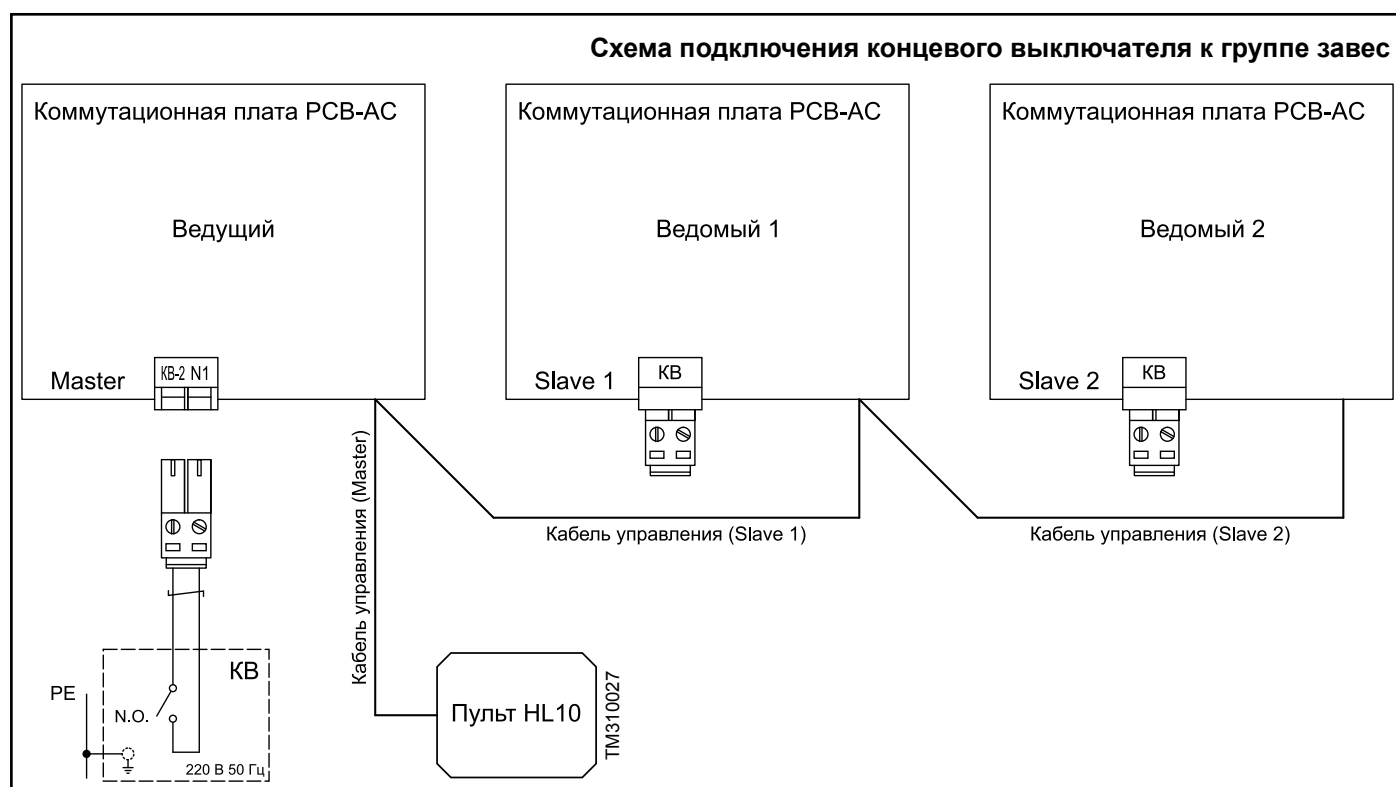 Схема подключения концевого выключателя к группе завес
Коммутационная плата PCB-AC
Ведущий
Master
КВ-2 N1
Коммутационная плата PCB-AC
Ведомый 1
Slave 1
КВ
Коммутационная плата PCB-AC
Ведомый 2
Slave 2
КВ
Кабель управления (Master)
Кабель управления (Slave 1)
Кабель управления (Slave 2)
КВ
PE
N.O.
220 В 50 Гц
Пульт HL10
TM310027